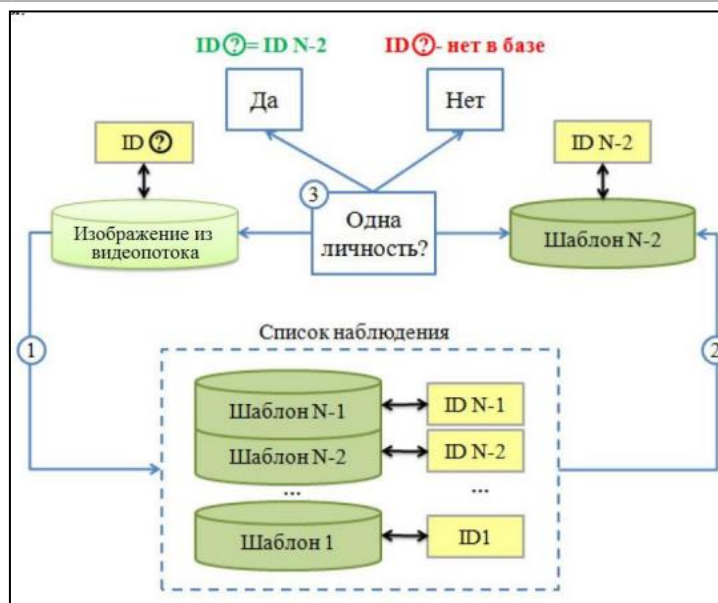 ID ?= ID N-2
ID ?- нет в базе
Да
Нет
ID ?
ID N-2
3
Одна
личность?
Изображение из
видеопотока
Шаблон N-2
1
2
Список наблюдения
Шаблон N-1
ID N-1
Шаблон N-2
ID N-2
...
...
Шаблон 1
ID1